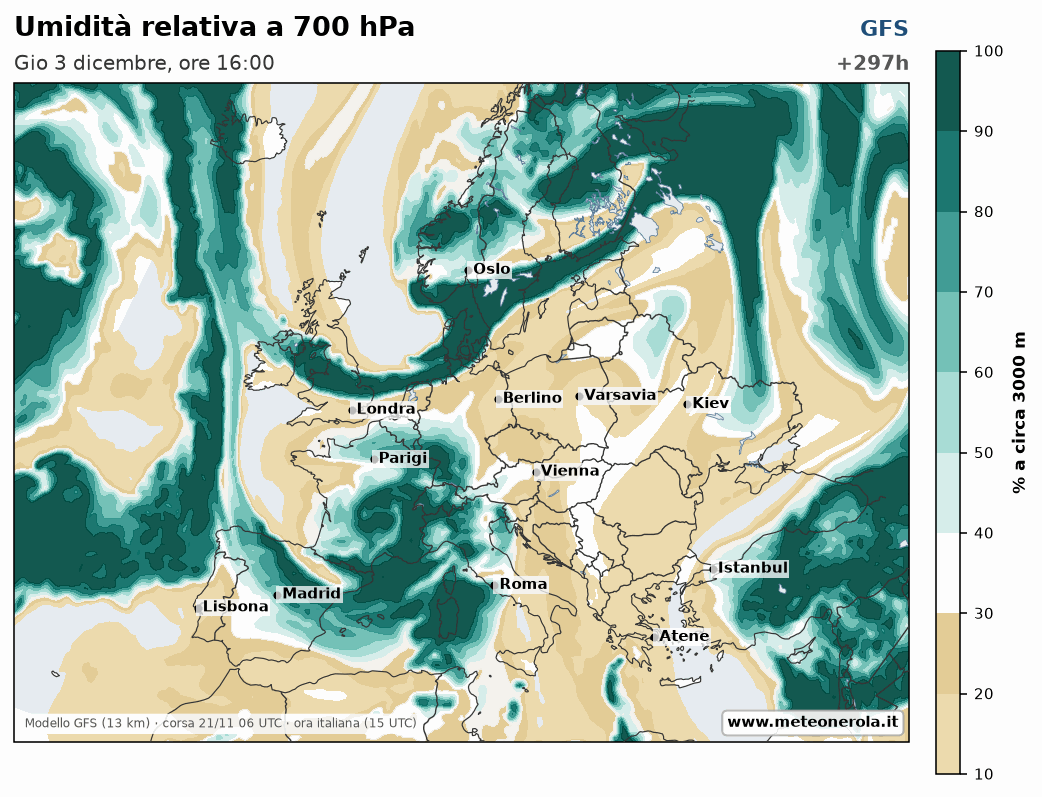 Umidità relativa a 700 hPa
GFS
Gio 3 dicembre, ore 16:00
+297h
100
90
80
70
60
50
40
30
20
10
% a circa 3000 m
Oslo
Londra
Berlino
Varsavia
Kiev
Parigi
Vienna
Madrid
Lisbona
Roma
Istanbul
Atene
Modello GFS (13 km) · corsa 21/11 06 UTC · ora italiana (15 UTC)
www.meteonerola.it